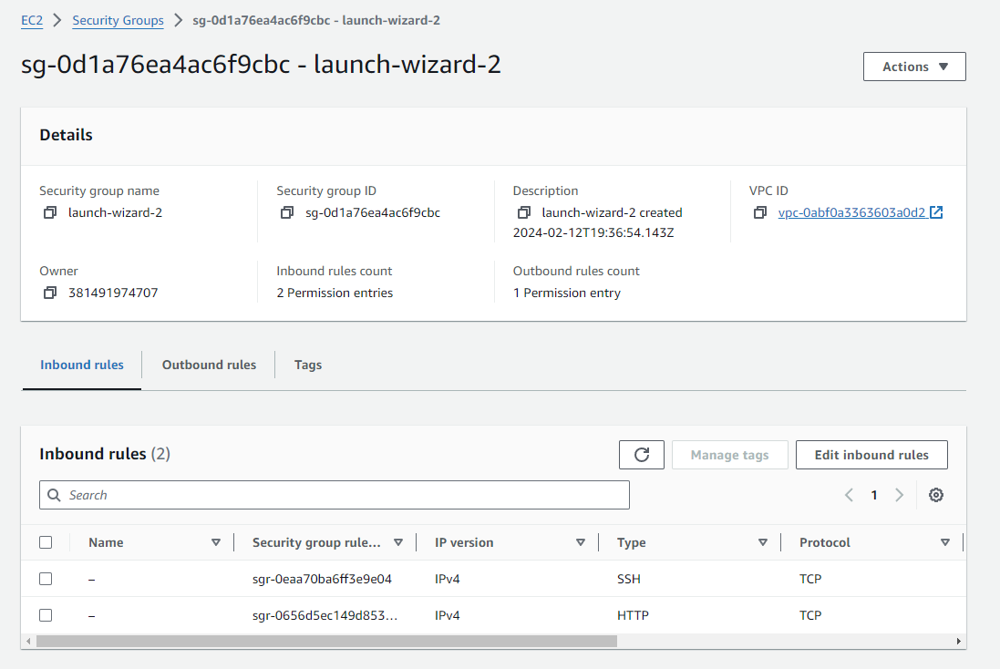 EC2 > Security Groups > sg-0d1a76ea4ac6f9cbc - launch-wizard-2
sg-0d1a76ea4ac6f9cbc - launch-wizard-2
Actions
Details
Security group name
launch-wizard-2
Security group ID
sg-0d1a76ea4ac6f9cbc
Description
launch-wizard-2 created
2024-02-12T19:36:54.143Z
VPC ID
vpc-0abf0a3363603a0d2
Owner
381491974707
Inbound rules count
2 Permission entries
Outbound rules count
1 Permission entry
Inbound rules Outbound rules Tags
Inbound rules (2)
Manage tags Edit inbound rules
Search
1
Name Security group rule... IP version Type Protocol
– sgr-0eaa70ba6ff3e9e04 IPv4 SSH TCP
– sgr-0656d5ec149d853... IPv4 HTTP TCP